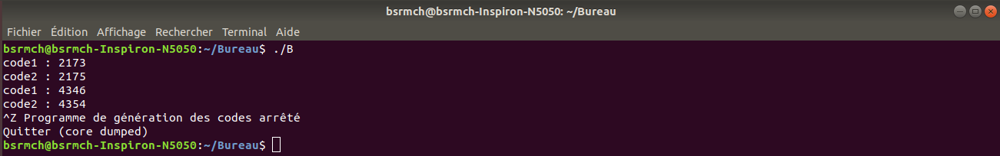 bsrmch@bsrmch-Inspiron-N5050: ~/Bureau
Fichier Édition Affichage Rechercher Terminal Aide
bsrmch@bsrmch-Inspiron-N5050:~/Bureau$ ./B
code1 : 2173
code2 : 2175
code1 : 4346
code2 : 4354
^Z Programme de génération des codes arrêté
Quitter (core dumped)
bsrmch@bsrmch-Inspiron-N5050:~/Bureau$